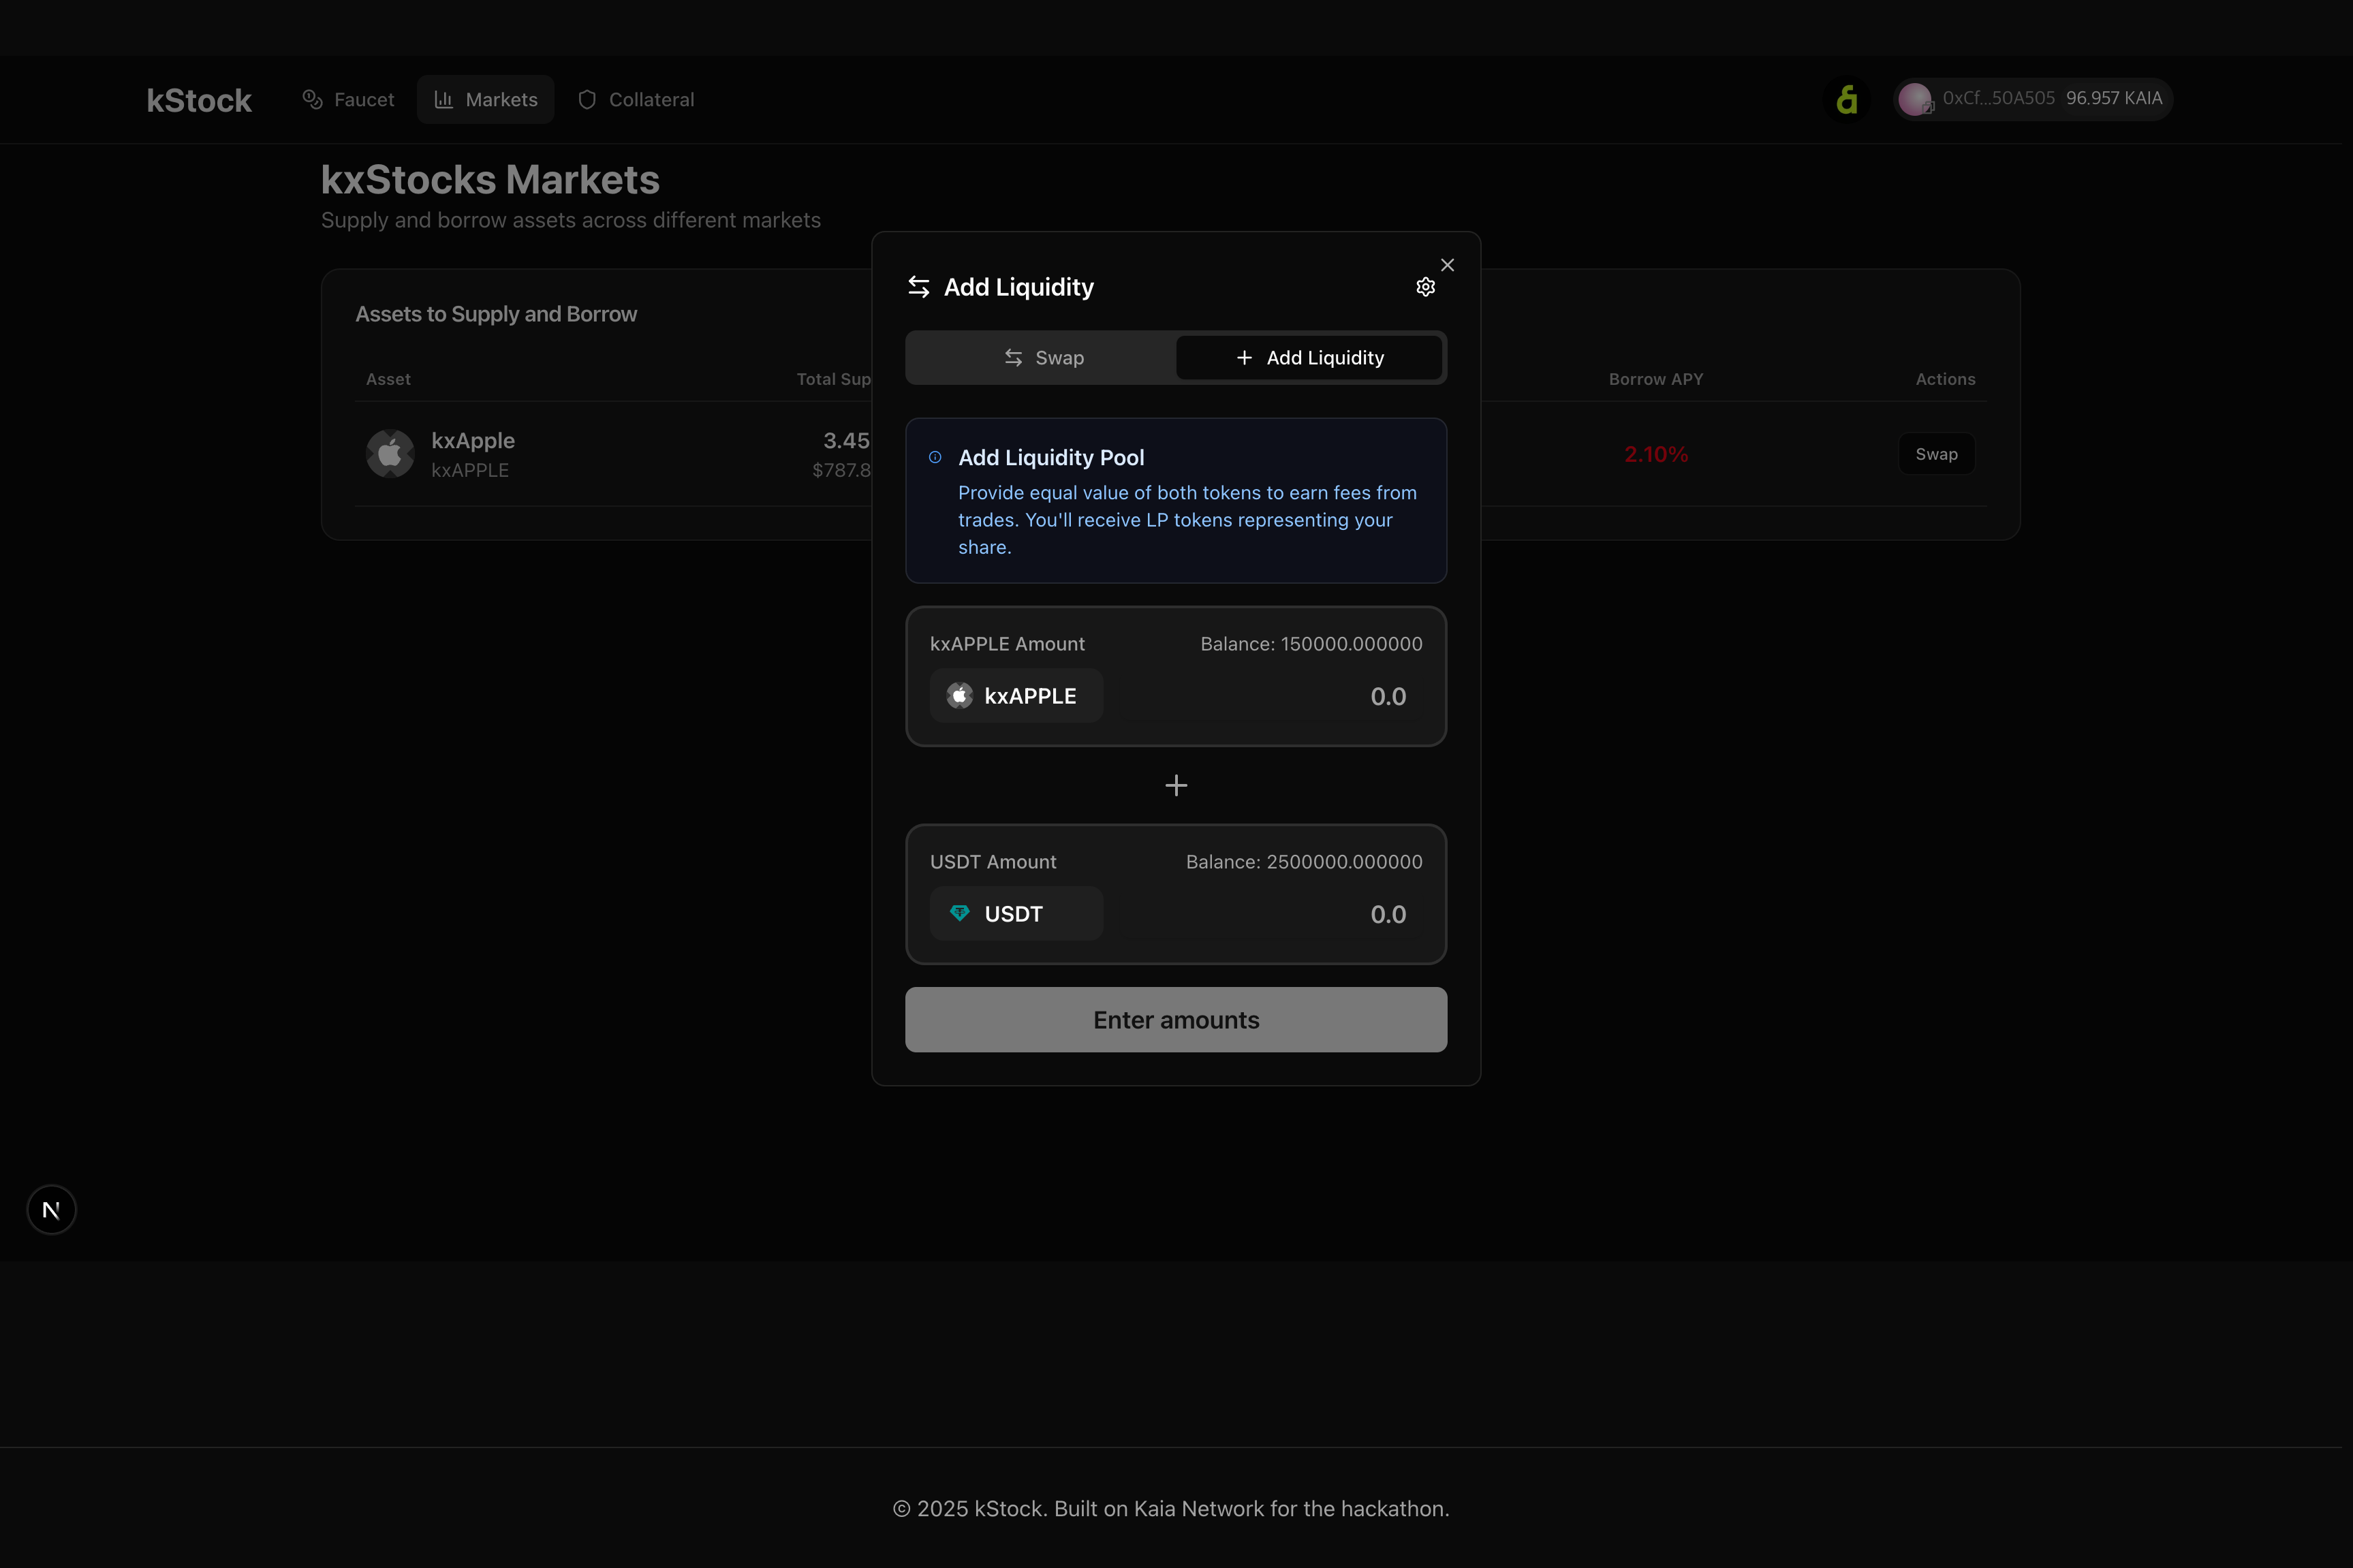 kStock
Faucet
Markets
Collateral
0xCf...50A505 96.957 KAIA
kxStocks Markets
Supply and borrow assets across different markets
Assets to Supply and Borrow
Asset
Total Sup
Borrow APY
Actions
kxApple
kxAPPLE
3.45
$787.8
2.10%
Swap
Add Liquidity
Swap
Add Liquidity
Add Liquidity Pool
Provide equal value of both tokens to earn fees from
trades. You'll receive LP tokens representing your
share.
kxAPPLE Amount
Balance: 150000.000000
kxAPPLE
0.0
USDT Amount
Balance: 2500000.000000
USDT
0.0
Enter amounts
N
© 2025 kStock. Built on Kaia Network for the hackathon.